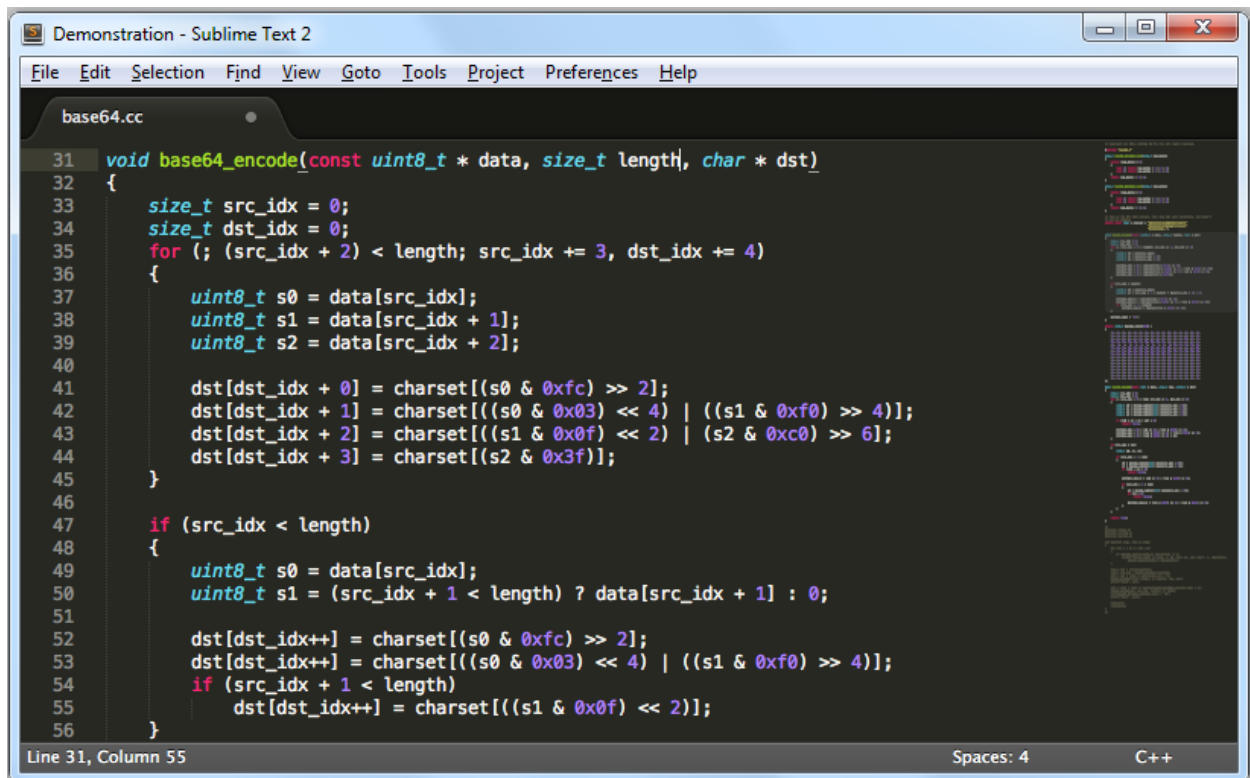 Demonstration - Sublime Text 2
File Edit Selection Find View Goto Tools Project Preferences Help
base64.cc
31 void base64_encode(const uint8_t * data, size_t length, char * dst)
32 {
33     size_t src_idx = 0;
34     size_t dst_idx = 0;
35     for (; (src_idx + 2) < length; src_idx += 3, dst_idx += 4)
36     {
37         uint8_t s0 = data[src_idx];
38         uint8_t s1 = data[src_idx + 1];
39         uint8_t s2 = data[src_idx + 2];
40
41         dst[dst_idx + 0] = charset[(s0 & 0xfc) >> 2];
42         dst[dst_idx + 1] = charset[((s0 & 0x03) << 4) | ((s1 & 0xf0) >> 4)];
43         dst[dst_idx + 2] = charset[((s1 & 0x0f) << 2) | (s2 & 0xc0) >> 6];
44         dst[dst_idx + 3] = charset[(s2 & 0x3f)];
45     }
46
47     if (src_idx < length)
48     {
49         uint8_t s0 = data[src_idx];
50         uint8_t s1 = (src_idx + 1 < length) ? data[src_idx + 1] : 0;
51
52         dst[dst_idx++] = charset[(s0 & 0xfc) >> 2];
53         dst[dst_idx++] = charset[((s0 & 0x03) << 4) | ((s1 & 0xf0) >> 4)];
54         if (src_idx + 1 < length)
55             dst[dst_idx++] = charset[((s1 & 0x0f) << 2)];
56     }
Line 31, Column 55 Spaces: 4 C++